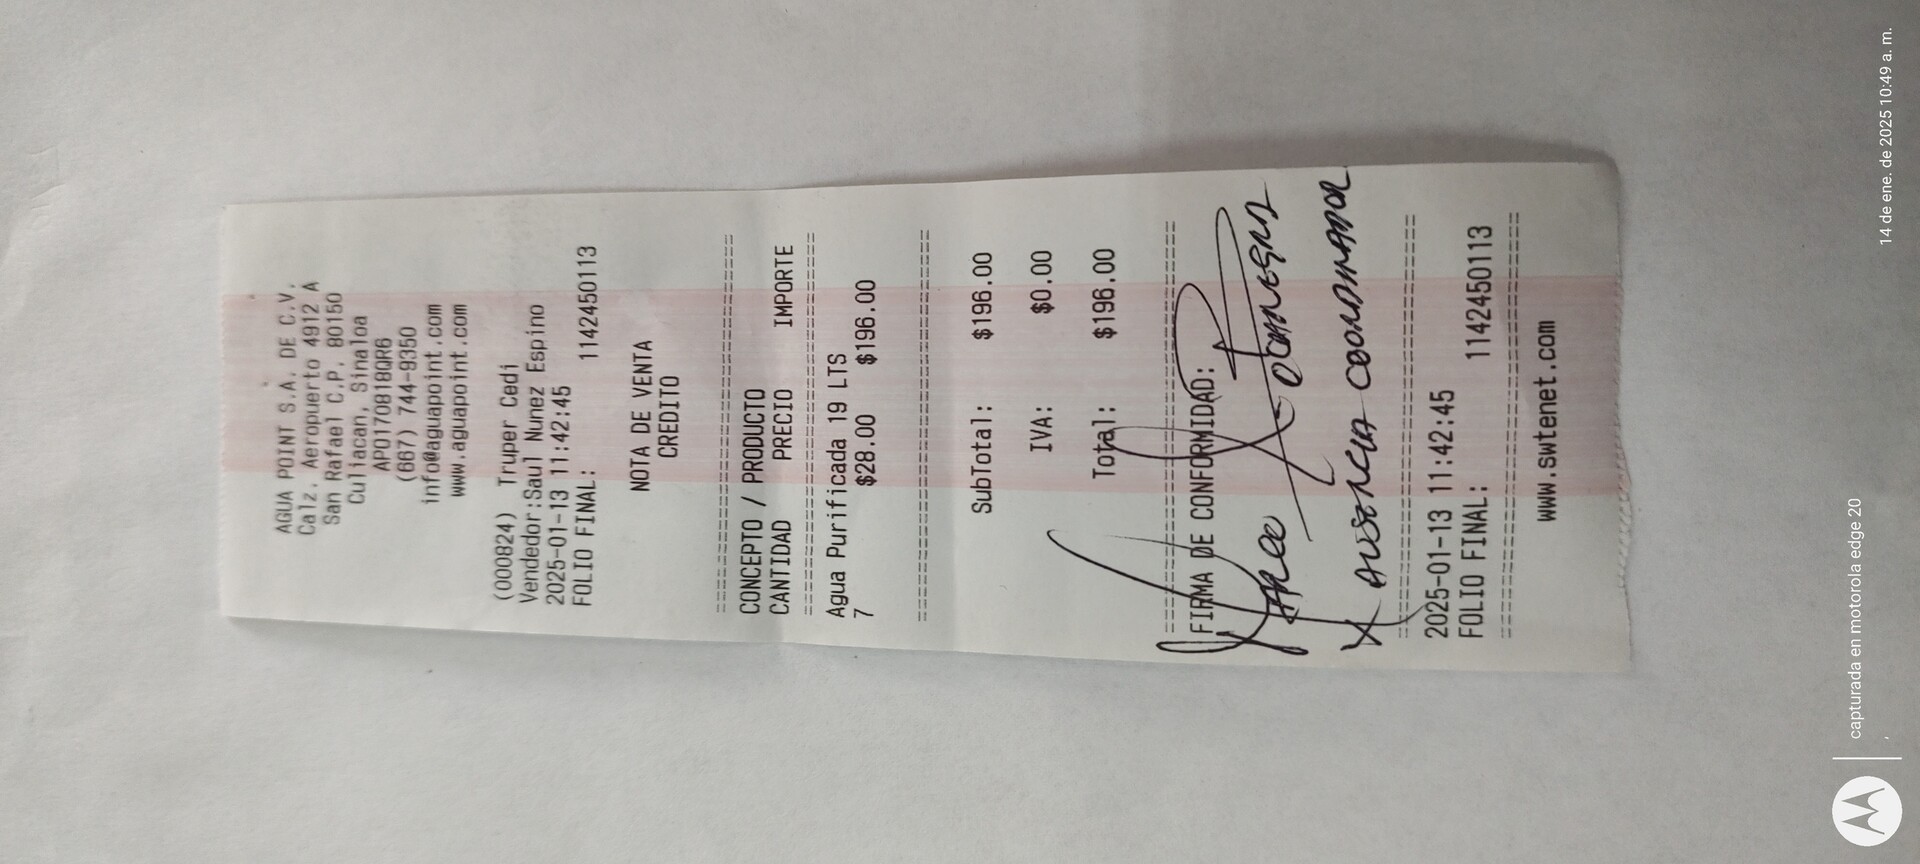 AGUA POINT S.A. DE C.V.
Calz. Aeropuerto 4912 A
San Rafael C.P. 80150
Culiacan, Sinaloa
APO170818QR6
(667) 744-9350
info@aguapoint.com
www.aguapoint.com
(000824) Truper Cedi
Vendedor:Saul Nunez Espino
2025-01-13 11:42:45
FOLIO FINAL: 1142450113
NOTA DE VENTA
CREDITO
CONCEPTO / PRODUCTO
CANTIDAD PRECIO IMPORTE
Agua Purificada 19 LTS
7 $28.00 $196.00
SubTotal: $196.00
IVA: $0.00
Total: $196.00
FIRMA DE CONFORMIDAD:
AUSENCIA COORDINADOR
2025-01-13 11:42:45
FOLIO FINAL: 1142450113
www.swtenet.com
capturada en motorola edge 20
14 de ene. de 2025 10:49 a. m.